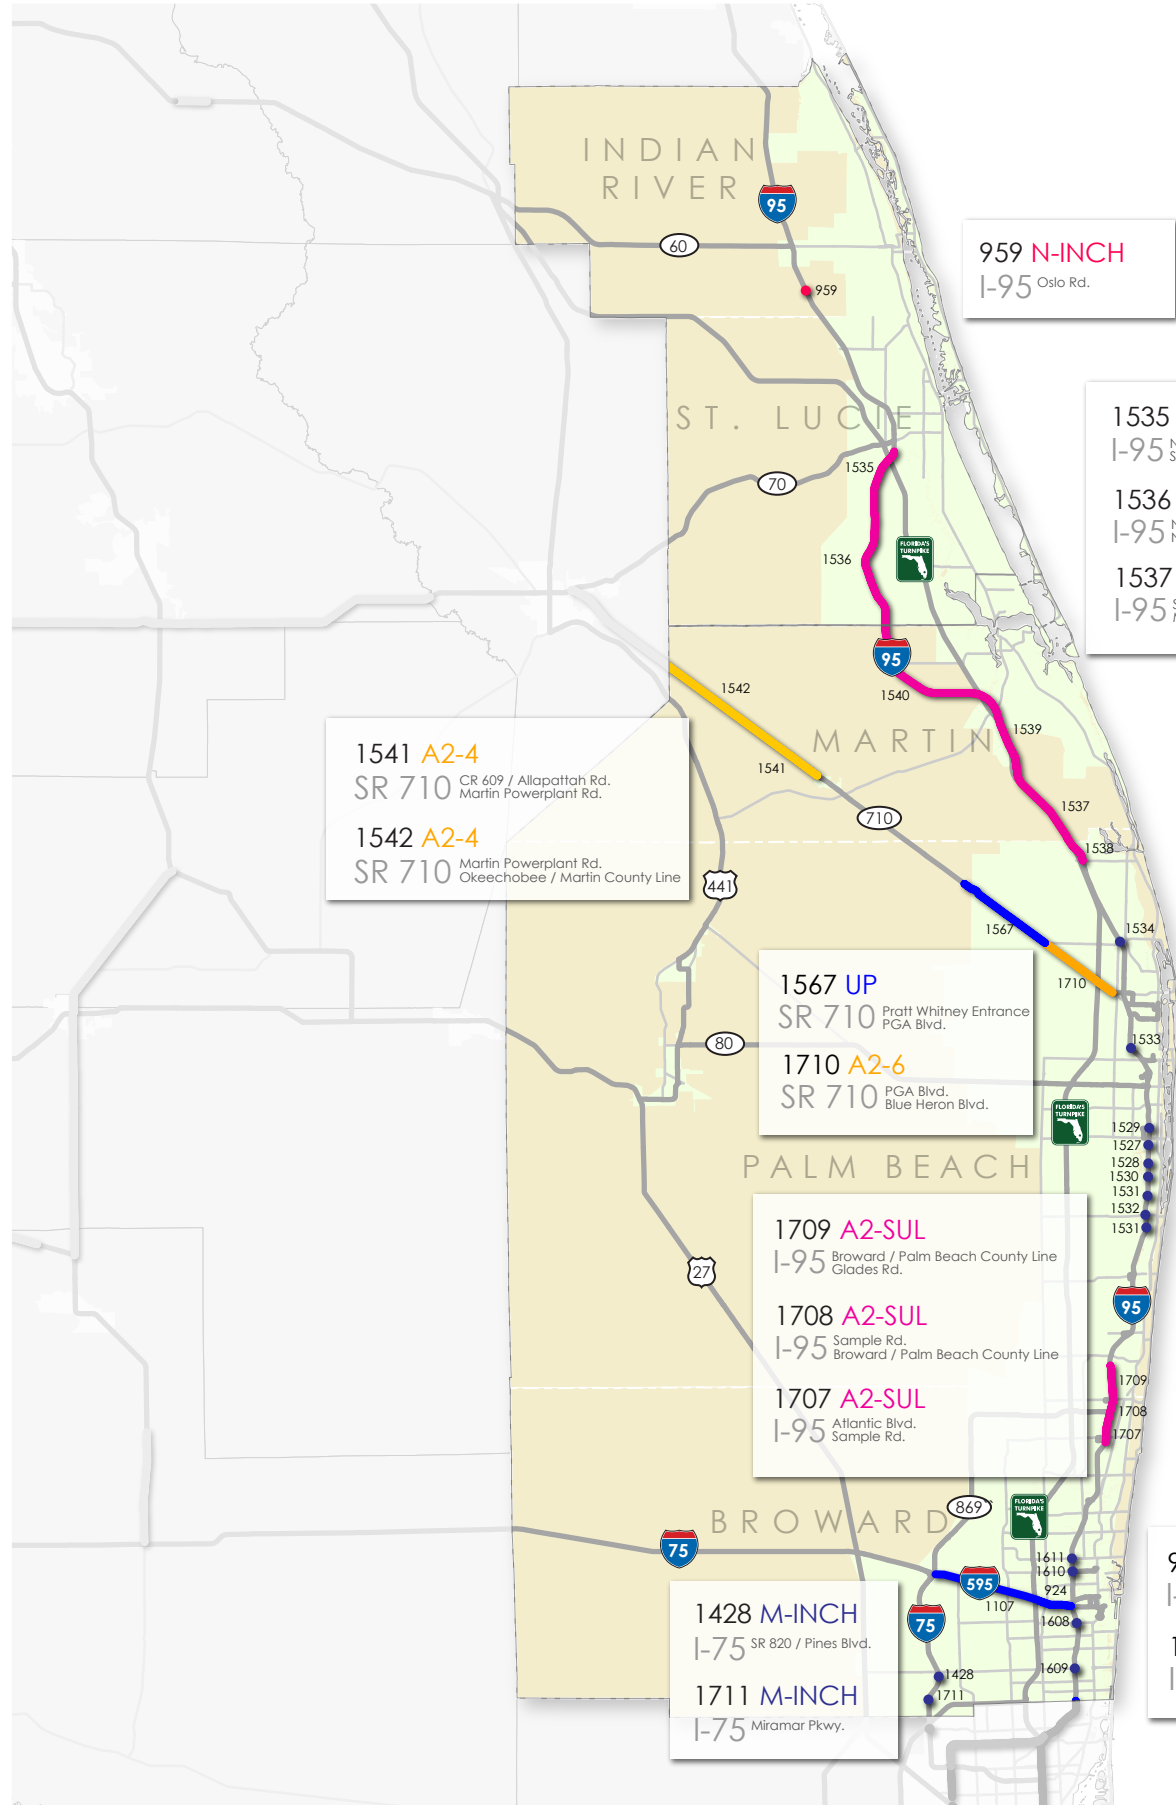 INDIAN
RIVER
95
60
959
959 N-INCH
I-95 Oslo Rd.
ST. LUCIE
1535
I-95
1535
70
1536
I-95
1536
FLORIDA'S
TURNPIKE
1537
I-95
95
1542
1540
1539
MARTIN
1541 A2-4
SR 710 CR 609 / Allapattah Rd.
Martin Powerplant Rd.
1542 A2-4
SR 710 Martin Powerplant Rd.
Okeechobee / Martin County Line
1541
710
1537
1538
441
1567
1534
1710
1567 UP
SR 710 Pratt Whitney Entrance
PGA Blvd.
1710 A2-6
SR 710 PGA Blvd.
Blue Heron Blvd.
80
1533
FLORIDA'S
TURNPIKE
1529
1527
1528
1530
1531
1532
1531
PALM BEACH
1709 A2-SUL
I-95 Broward / Palm Beach County Line
Glades Rd.
1708 A2-SUL
I-95 Sample Rd.
Broward / Palm Beach County Line
1707 A2-SUL
I-95 Atlantic Blvd.
Sample Rd.
27
95
1709
1708
1707
869
FLORIDA'S
TURNPIKE
BROWARD
75
1611
1610
595
924
1107
1608
75
1609
1428
1711
1428 M-INCH
I-75 SR 820 / Pines Blvd.
1711 M-INCH
I-75 Miramar Pkwy.